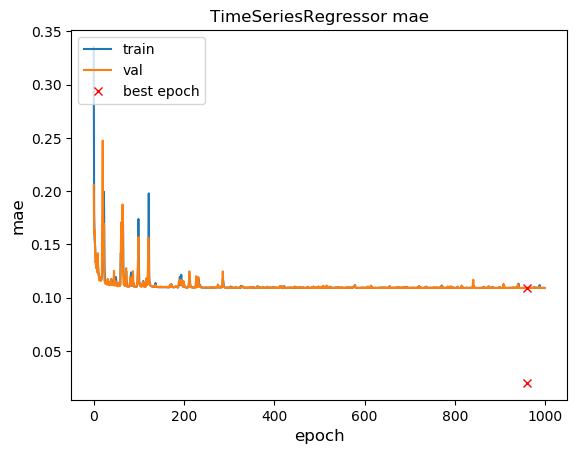 TimeSeriesRegressor mae
0.35
0.30
0.25
0.20
0.15
0.10
0.05
mae
train
val
best epoch
0 200 400 600 800 1000
epoch